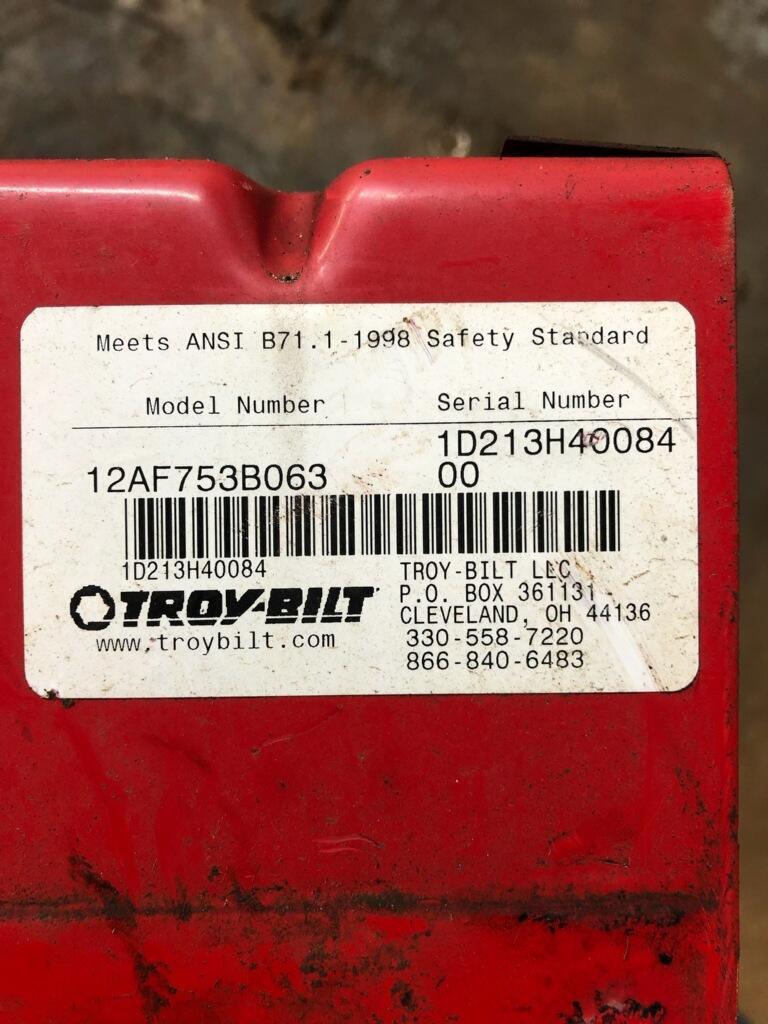 Meets ANSI B71.1-1998 Safety Standard
Model Number Serial Number
12AF753B063 1D213H40084
00
1D213H40084
TROY-BILT
www.troybilt.com
TROY-BILT LLC
P.O. BOX 361131
CLEVELAND, OH 44136
330-558-7220
866-840-6483